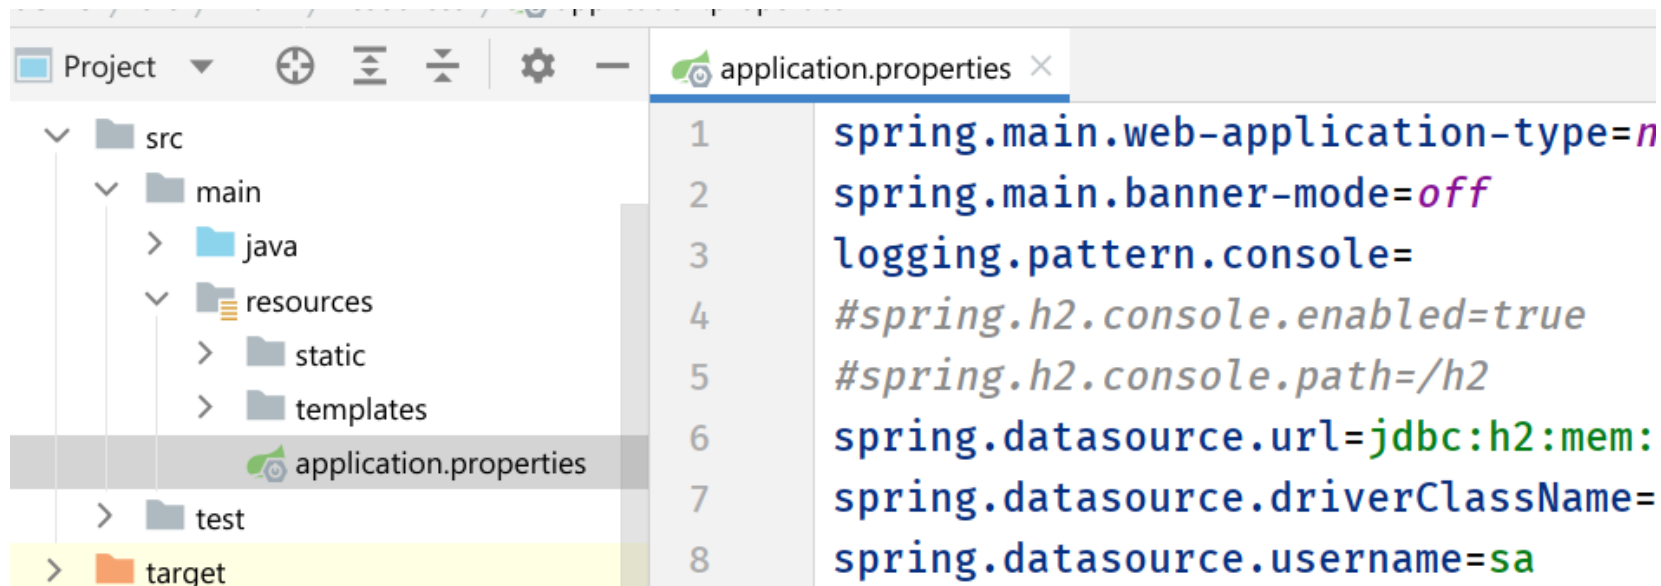 Project
application.properties
src
main
java
resources
static
templates
application.properties
test
target
1 spring.main.web-application-type=
2 spring.main.banner-mode=off
3 logging.pattern.console=
4 #spring.h2.console.enabled=true
5 #spring.h2.console.path=/h2
6 spring.datasource.url=jdbc:h2:mem:
7 spring.datasource.driverClassName=
8 spring.datasource.username=sa